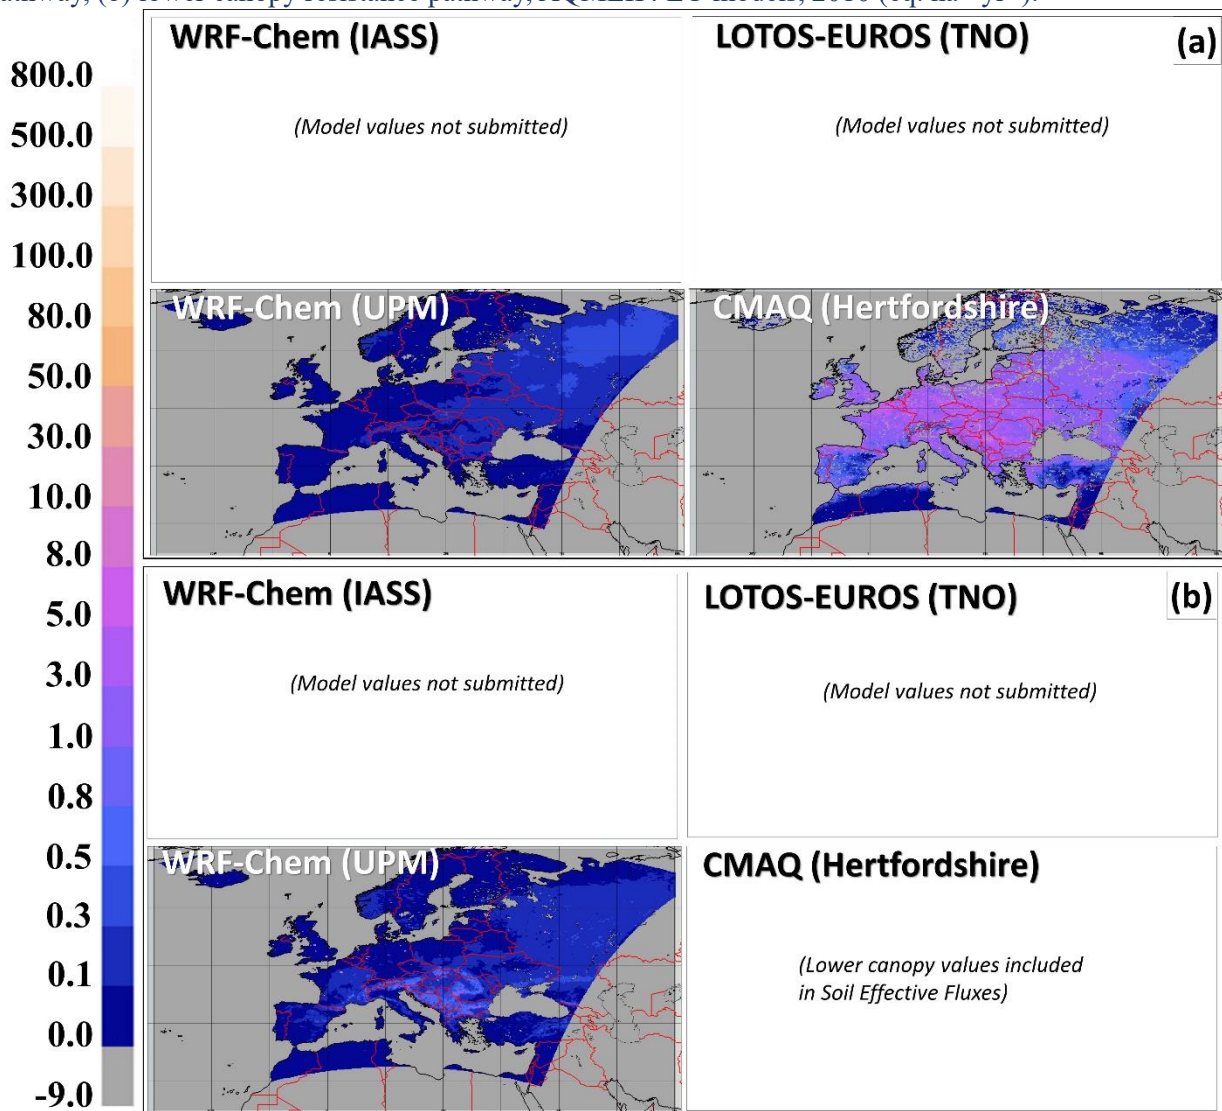 800.0
500.0
300.0
100.0
80.0
50.0
30.0
10.0
8.0
5.0
3.0
1.0
0.8
0.5
0.3
0.1
0.0
-9.0
WRF-Chem (IASS)
(Model values not submitted)
LOTOS-EUROS (TNO)
(a)
(Model values not submitted)
WRF-Chem (UPM)
CMAQ (Hertfordshire)
WRF-Chem (IASS)
(Model values not submitted)
LOTOS-EUROS (TNO)
(b)
(Model values not submitted)
WRF-Chem (UPM)
CMAQ (Hertfordshire)
(Lower canopy values included
in Soil Effective Fluxes)